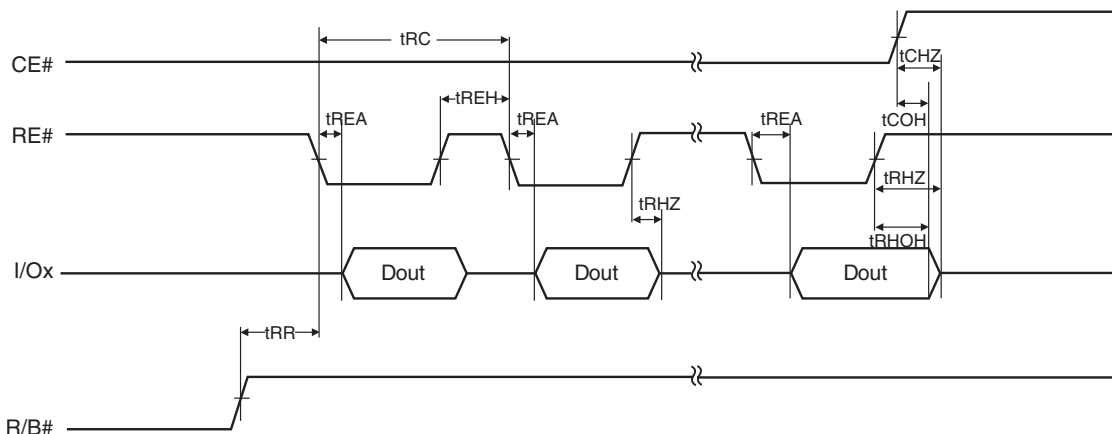 tRC
tCHZ
CE#
tREH
tREA
tREA
tREA
tCOH
RE#
tRHZ
tRHZ
tRHOH
I/Ox
Dout
Dout
Dout
tRR
R/B#